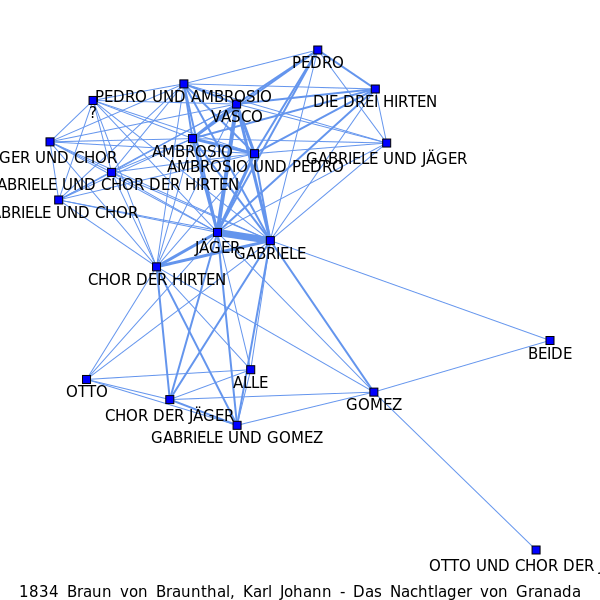 PEDRO
PEDRO UND AMBROSIO
DIE DREI HIRTEN
?
VASCO
AMBROSIO
GER UND CHOR
AMBROSIO UND PEDRO
GABRIELE UND JÄGER
ABRIELE UND CHOR DER HIRTEN
BRIELE UND CHOR
JÄGER
GABRIELE
CHOR DER HIRTEN
BEIDE
ALLE
OTTO
GOMEZ
CHOR DER JÄGER
GABRIELE UND GOMEZ
OTTO UND CHOR DER J
1834 Braun von Braunthal, Karl Johann - Das Nachtlager von Granada